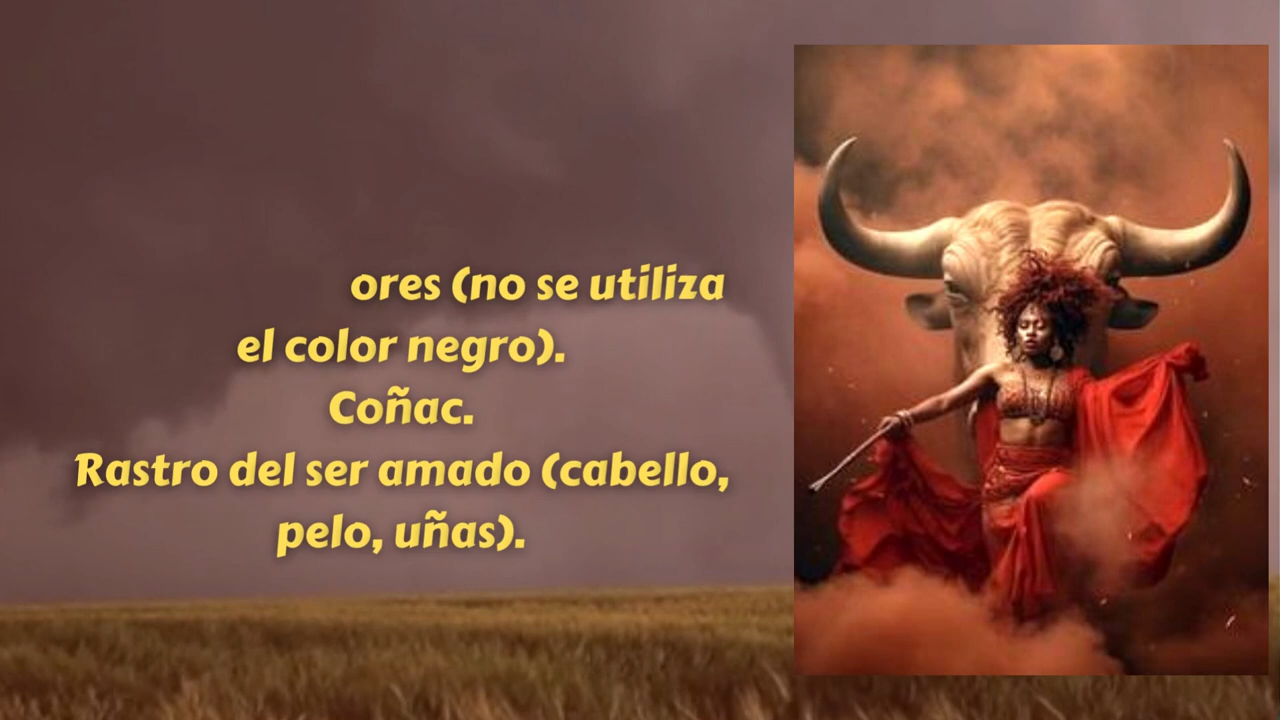 ores (no se utiliza
el color negro).
Coñac.
Rastro del ser amado (cabello,
pelo, uñas).